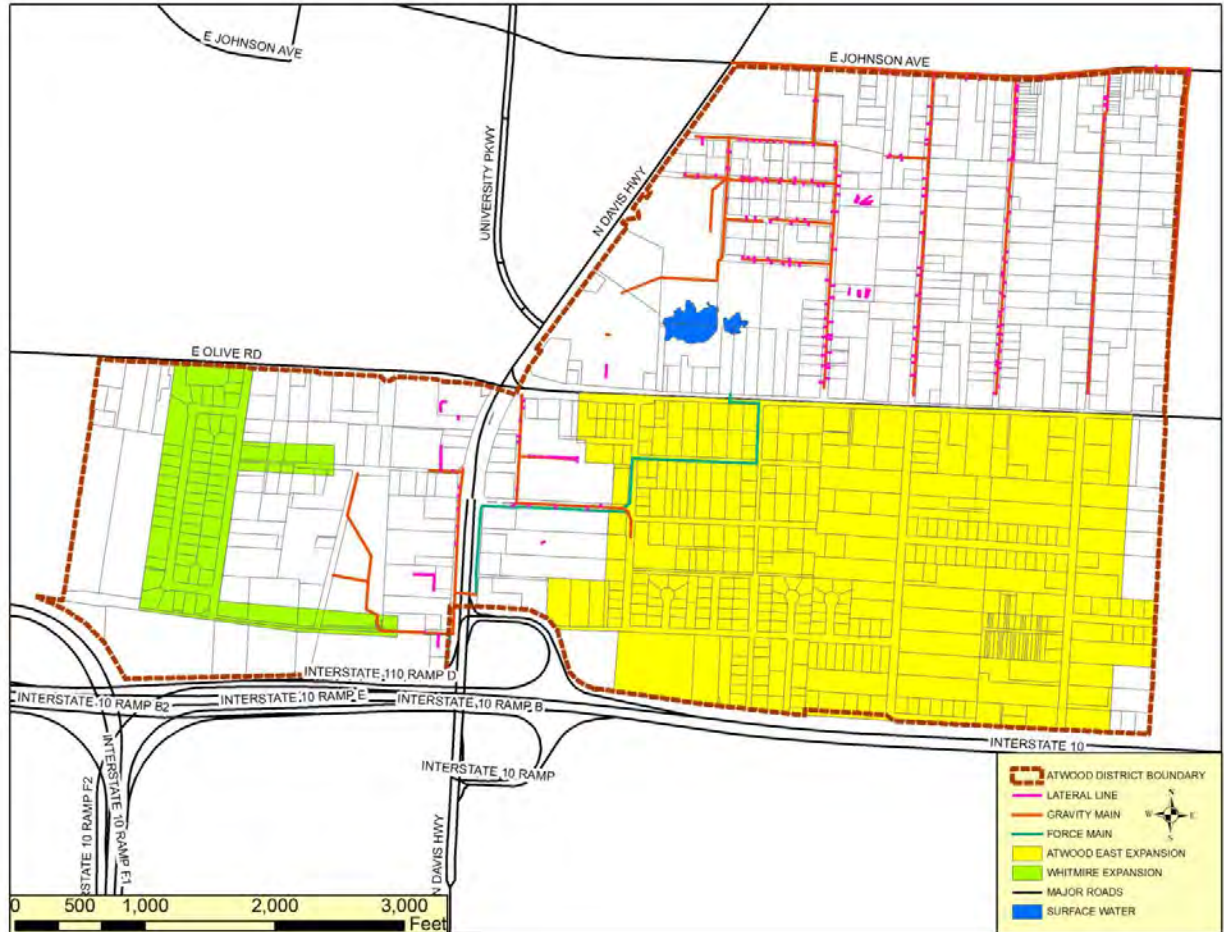 E JOHNSON AVE
E JOHNSON AVE
UNIVERSITY PKWY
N DAVIS HWY
E OLIVE RD
INTERSTATE 110 RAMP D
INTERSTATE 10 RAMP B2
INTERSTATE 10 RAMP E
INTERSTATE 10 RAMP B
INTERSTATE 10
INTERSTATE 10 RAMP
INTERSTATE 10 RAMP E1
STATE 10 RAMP F2
N DAVIS HWY
ATWOOD DISTRICT BOUNDARY
LATERAL LINE
GRAVITY MAIN
FORCE MAIN
ATWOOD EAST EXPANSION
WHITMIRE EXPANSION
MAJOR ROADS
SURFACE WATER
N
W E
S
0 500 1,000 2,000 3,000
Feet